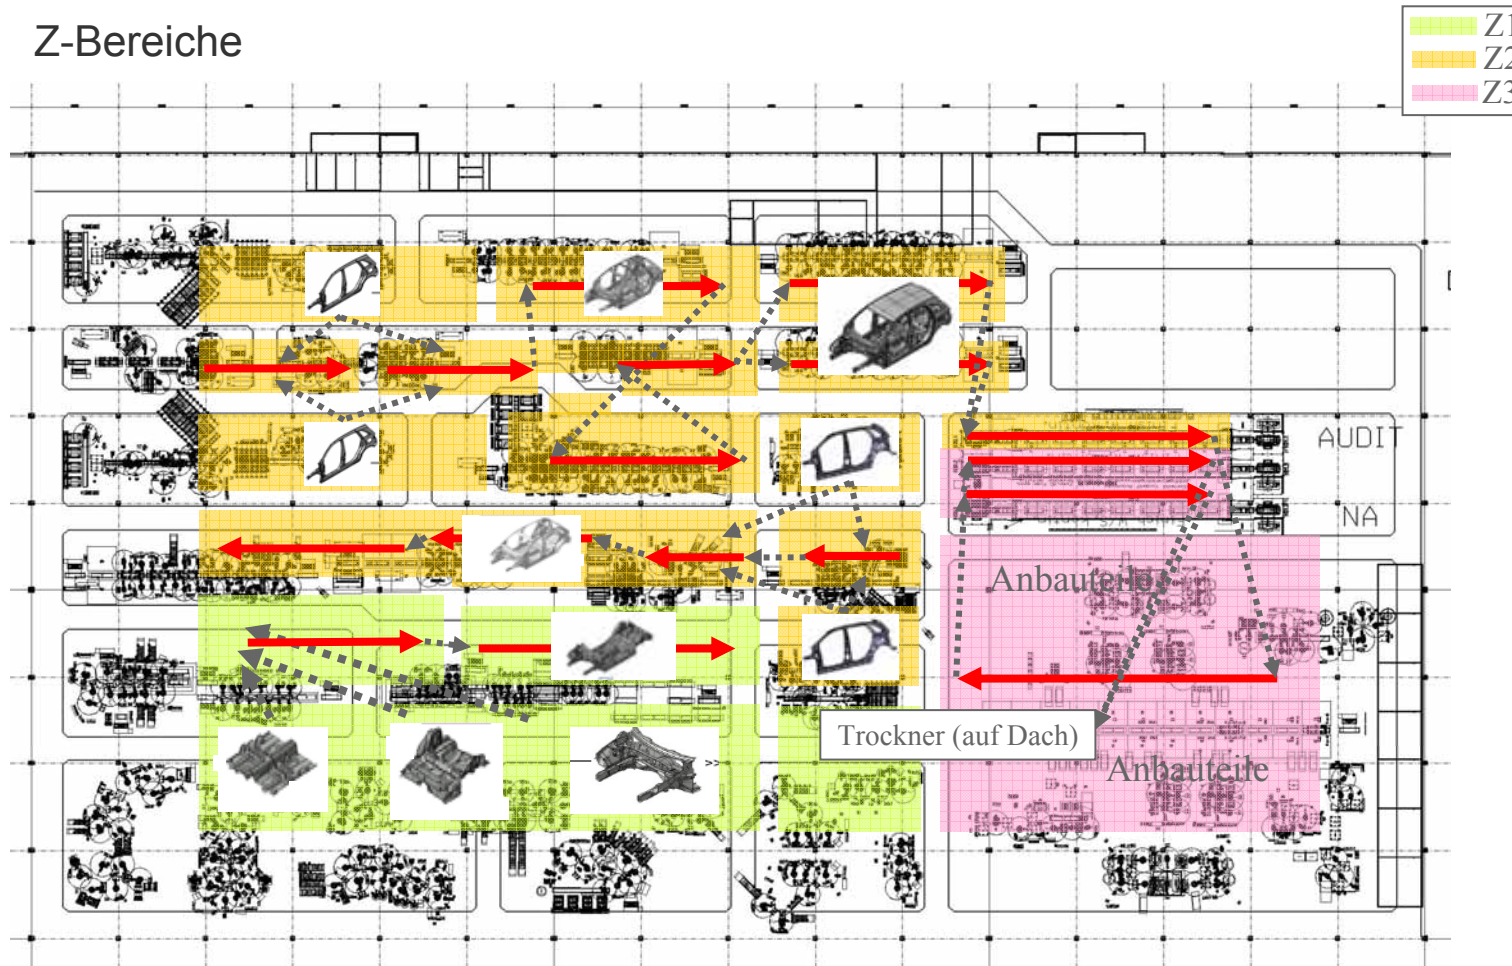 Z-Bereiche
Z1
Z2
Z3
AUDIT
NA
Anbauteile
Trockner (auf Dach)
>>
Anbauteile